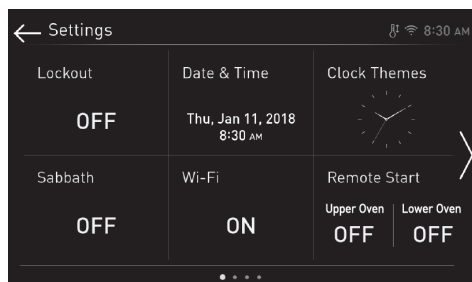 Settings
8:30 AM
Lockout
Date & Time
Clock Themes
OFF
Thu, Jan 11, 2018
8:30 AM
Sabbath
Wi-Fi
Remote Start
OFF
ON
Upper Oven
Lower Oven
OFF
OFF